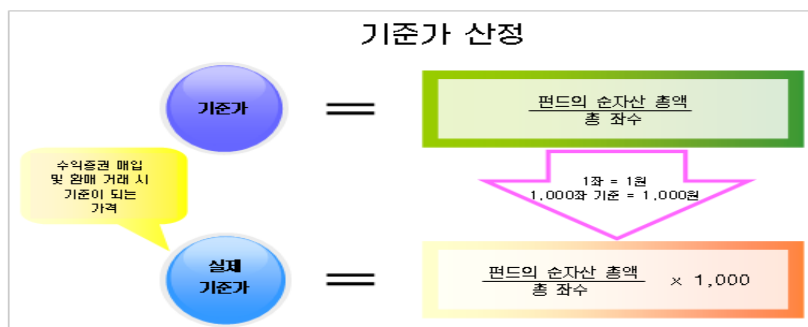 기준가 산정
기준가
펀드의 순자산 총액
총 좌수
수익증권 매입
및 환매 거래 시
기준이 되는
가격
1좌 = 1원
1,000좌 기준 = 1,000원
실제
기준가
펀드의 순자산 총액
총 좌수
× 1,000